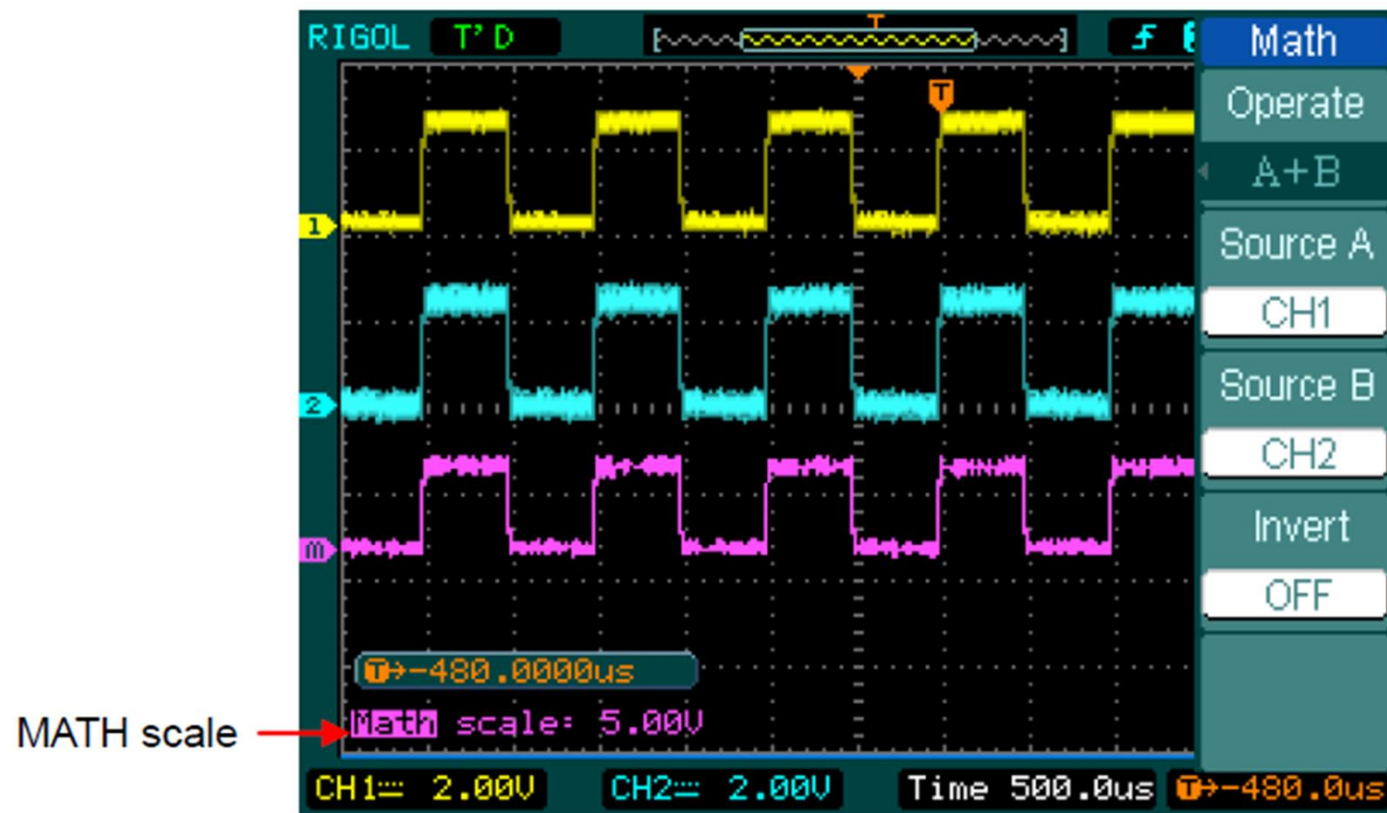 RIGOL T'D T Math
Operate
T
A+B
1
Source A
CH1
Source B
2
CH2
Invert
m
OFF
T→-480.0000us
MATH scale
Math scale: 5.00V
CH1 2.00V CH2 2.00V Time 500.0us T→-480.0us